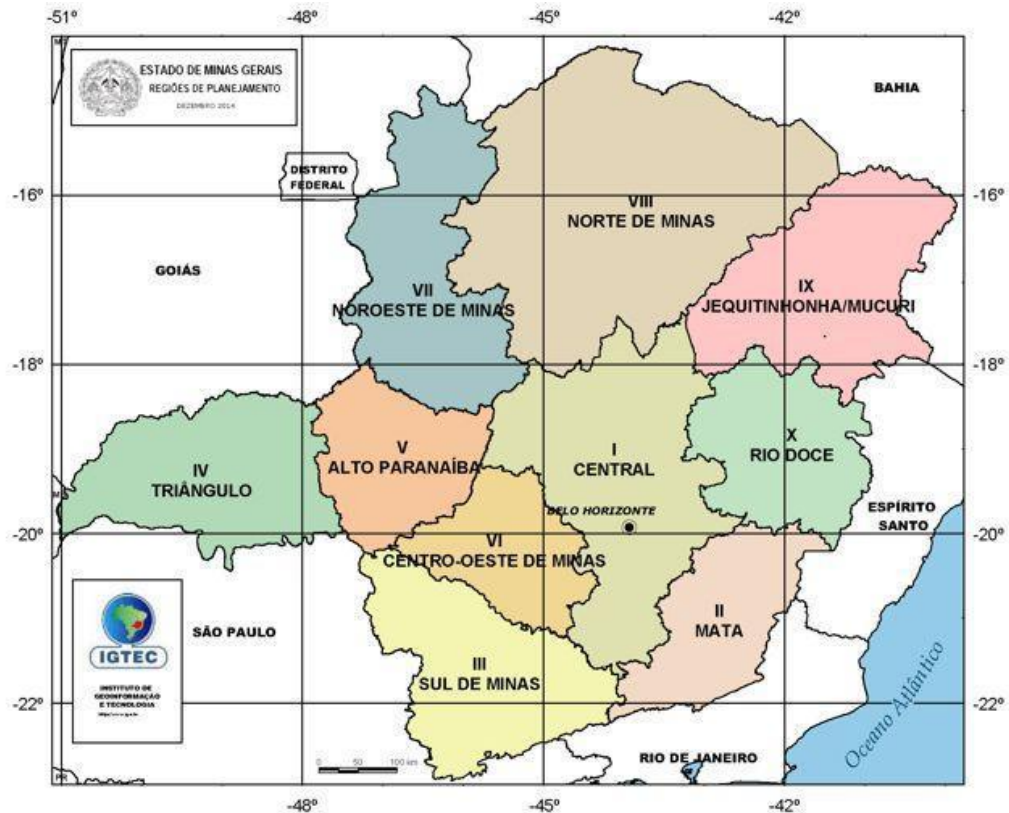 -51º
-48º
-45º
-42º
ESTADO DE MINAS GERAIS
REGIÕES DE PLANEJAMENTO
DEZEMBRO 2014
BAHIA
DISTRITO
FEDERAL
-16º
-16º
VIII
NORTE DE MINAS
GOIÁS
VII
NOROESTE DE MINAS
IX
JEQUITINHONHA/MUCURI
-18º
-18º
IV
TRIÂNGULO
V
ALTO PARANAÍBA
I
CENTRAL
X
RIO DOCE
ESPÍRITO
SANTO
BELO HORIZONTE
-20º
-20º
VI
CENTRO-OESTE DE MINAS
II
MATA
SÃO PAULO
IGTEC
INSTITUTO DE
GEOINFORMAÇÃO
E TECNOLOGIA
III
SUL DE MINAS
-22º
-22º
Oceano Atlântico
RIO DE JANEIRO
0 50 100 km
PR
-48º
-45º
-42º